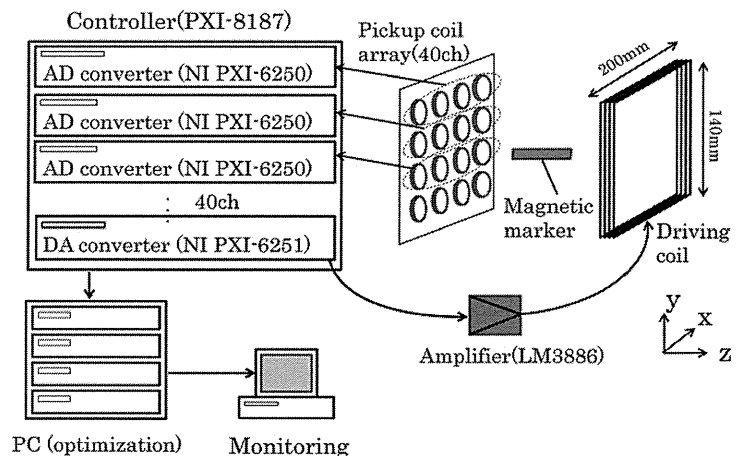 Controller(PXI-8187)
AD converter (NI PXI-6250)
AD converter (NI PXI-6250)
AD converter (NI PXI-6250)
40ch
DA converter (NI PXI-6251)
Pickup coil
array(40ch)
200mm
140mm
Magnetic
marker
Driving
coil
Amplifier(LM3886)
y
x
z
PC (optimization)
Monitoring